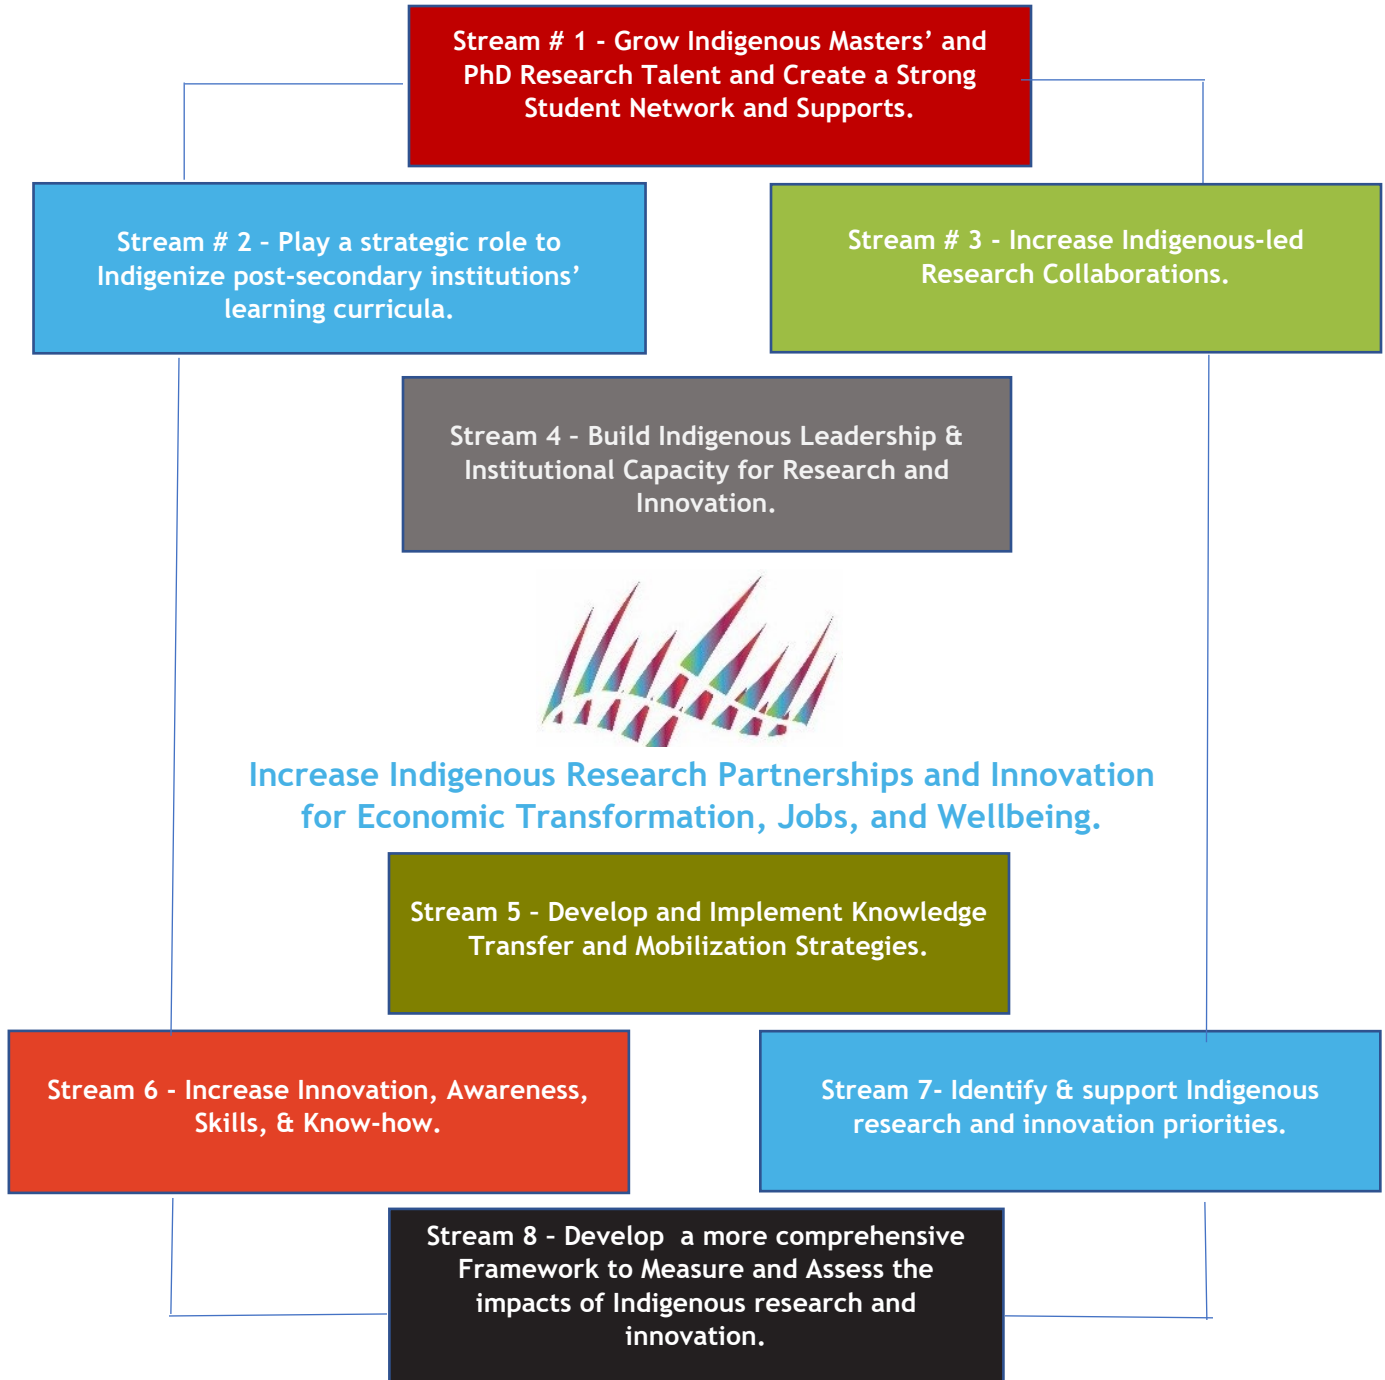 Stream # 1 - Grow Indigenous Masters’ and
PhD Research Talent and Create a Strong
Student Network and Supports.
Stream # 2 – Play a strategic role to
Indigenize post-secondary institutions’
learning curricula.
Stream # 3 - Increase Indigenous-led
Research Collaborations.
Stream 4 – Build Indigenous Leadership &
Institutional Capacity for Research and
Innovation.
Increase Indigenous Research Partnerships and Innovation
for Economic Transformation, Jobs, and Wellbeing.
Stream 5 – Develop and Implement Knowledge
Transfer and Mobilization Strategies.
Stream 6 - Increase Innovation, Awareness,
Skills, & Know-how.
Stream 7- Identify & support Indigenous
research and innovation priorities.
Stream 8 – Develop  a more comprehensive
Framework to Measure and Assess the
impacts of Indigenous research and
innovation.